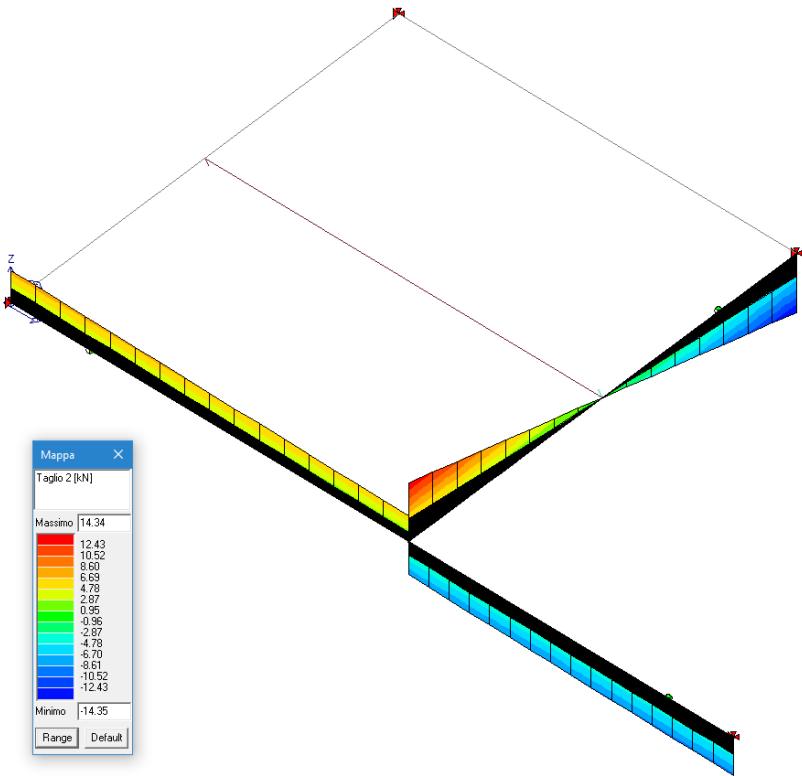 Z
Mappa
Taglio 2 [kN]
Massimo 14.34
12.43
10.52
8.60
6.69
4.78
2.87
0.95
-0.96
-2.87
-4.78
-6.70
-8.61
-10.52
-12.43
Minimo -14.35
Range Default